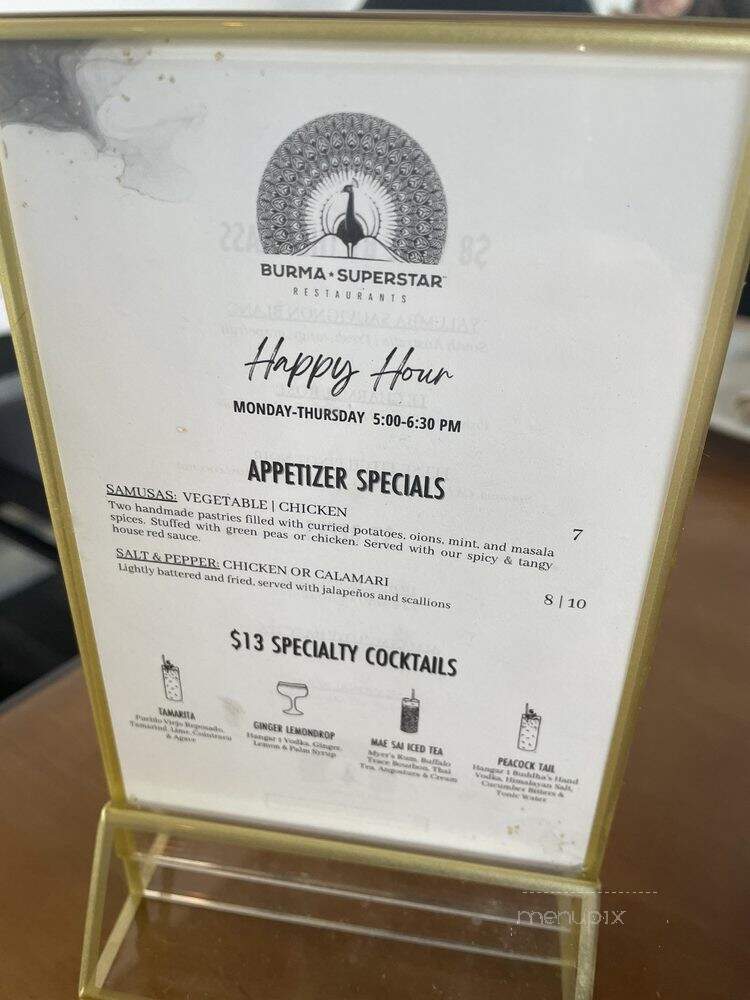 BURMA★SUPERSTAR™
RESTAURANTS
Happy Hour
MONDAY-THURSDAY 5:00-6:30 PM
APPETIZER SPECIALS
SAMUSAS: VEGETABLE | CHICKEN 7
Two handmade pastries filled with curried potatoes, oions, mint, and masala
spices. Stuffed with green peas or chicken. Served with our spicy & tangy
house red sauce.
SALT & PEPPER: CHICKEN OR CALAMARI 8 | 10
Lightly battered and fried, served with jalapeños and scallions
$13 SPECIALTY COCKTAILS
TAMARITA
Pueblo Viejo Reposado,
Tamarind, Lime, Cointreau
& Agave
GINGER LEMONDROP
Hangar 1 Vodka, Ginger,
Lemon & Palm Syrup
MAE SAI ICED TEA
Myer's Rum, Buffalo
Trace Bourbon, Thai
Tea, Angostura & Cream
PEACOCK TAIL
Hangar 1 Buddha's Hand
Vodka, Himalayan Salt,
Cucumber Bitters &
Tonic Water
menupix